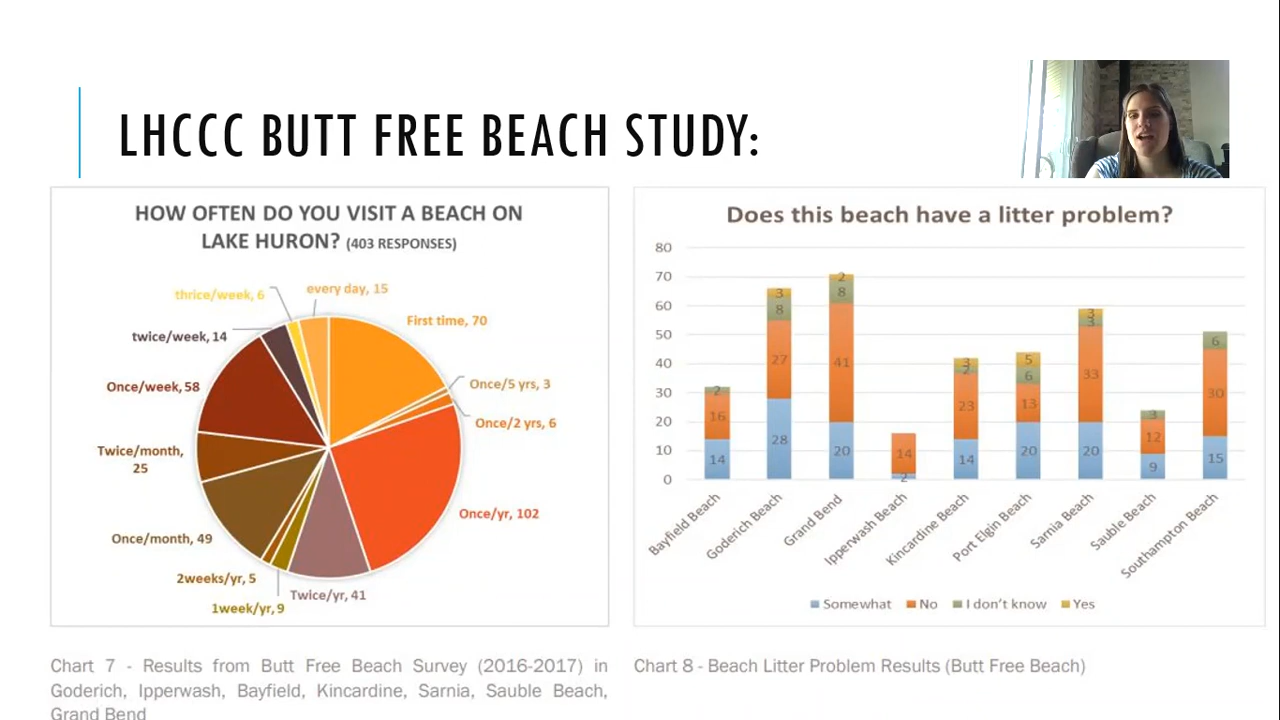 LHCCC BUTT FREE BEACH STUDY:
HOW OFTEN DO YOU VISIT A BEACH ON
LAKE HURON? (403 RESPONSES)
thrice/week, 6
every day, 15
First time, 70
twice/week, 14
Once/5 yrs, 3
Once/week, 58
Once/2 yrs, 6
Twice/month,
25
Once/yr, 102
Once/month, 49
2weeks/yr, 5
Twice/yr, 41
1week/yr, 9
Chart 7 - Results from Butt Free Beach Survey (2016-2017) in
Goderich, Ipperwash, Bayfield, Kincardine, Sarnia, Sauble Beach,
Grand Bend
Does this beach have a litter problem?
80
70
60
50
40
30
20
10
0
2
16
14
3
8
27
28
2
8
41
20
14
2
3
2
23
14
5
6
13
20
3
3
33
20
3
12
9
6
30
15
Bayfield Beach
Goderich Beach
Grand Bend
Ipperwash Beach
Kincardine Beach
Port Elgin Beach
Sarnia Beach
Sauble Beach
Southampton Beach
Somewhat No I don't know Yes
Chart 8 - Beach Litter Problem Results (Butt Free Beach)